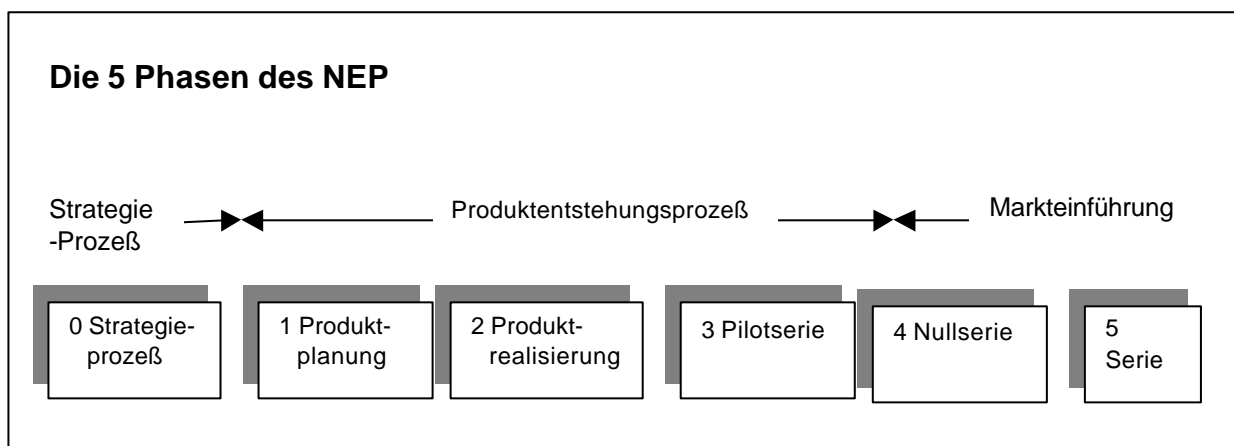 Die 5 Phasen des NEP
Strategie
-Prozeß
Produktentstehungsprozeß
Markteinführung
0 Strategie-
prozeß
1 Produkt-
planung
2 Produkt-
realisierung
3 Pilotserie
4 Nullserie
5
Serie